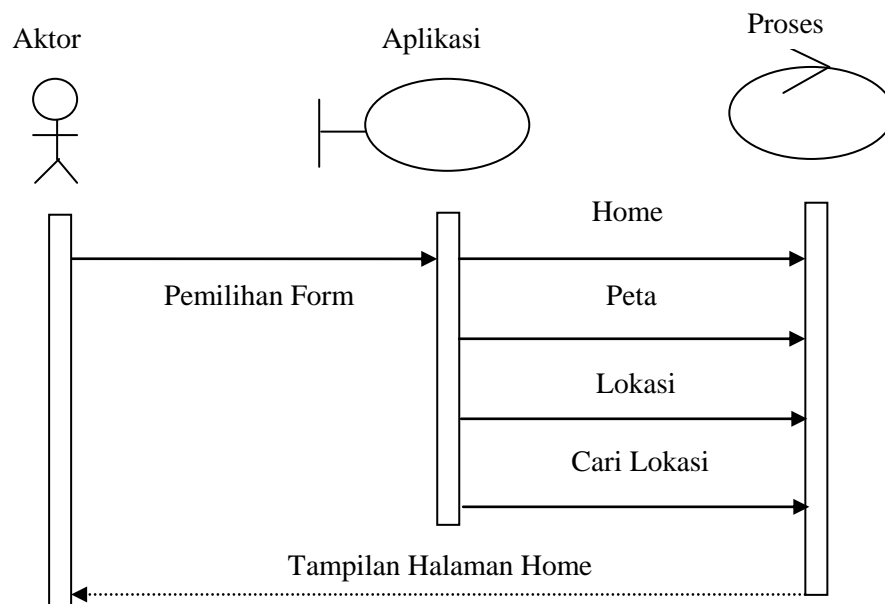 Aktor
Aplikasi
Proses
Home
Pemilihan Form
Peta
Lokasi
Cari Lokasi
Tampilan Halaman Home